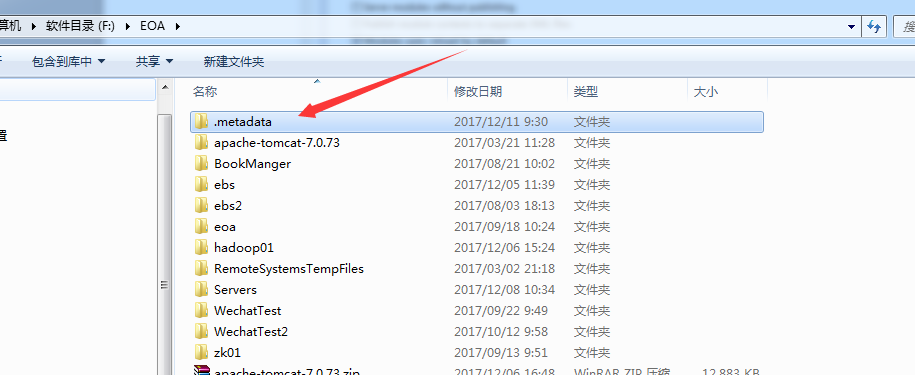 算机 ▸ 软件目录 (F:) ▸ EOA ▸
包含到库中 共享 新建文件夹
名称 修改日期 类型 大小
.metadata 2017/12/11 9:30 文件夹
apache-tomcat-7.0.73 2017/03/21 11:28 文件夹
BookManger 2017/08/21 10:02 文件夹
ebs 2017/12/05 11:39 文件夹
置
ebs2 2017/08/03 18:13 文件夹
eoa 2017/09/18 10:24 文件夹
hadoop01 2017/12/06 15:24 文件夹
RemoteSystemsTempFiles 2017/03/02 21:18 文件夹
Servers 2017/12/08 10:34 文件夹
WechatTest 2017/09/22 9:49 文件夹
WechatTest2 2017/10/12 9:58 文件夹
zk01 2017/09/13 9:51 文件夹
apache-tomcat-7.0.73.zip 2017/12/06 16:48 WinRAR ZIP 压缩 12,883 KB